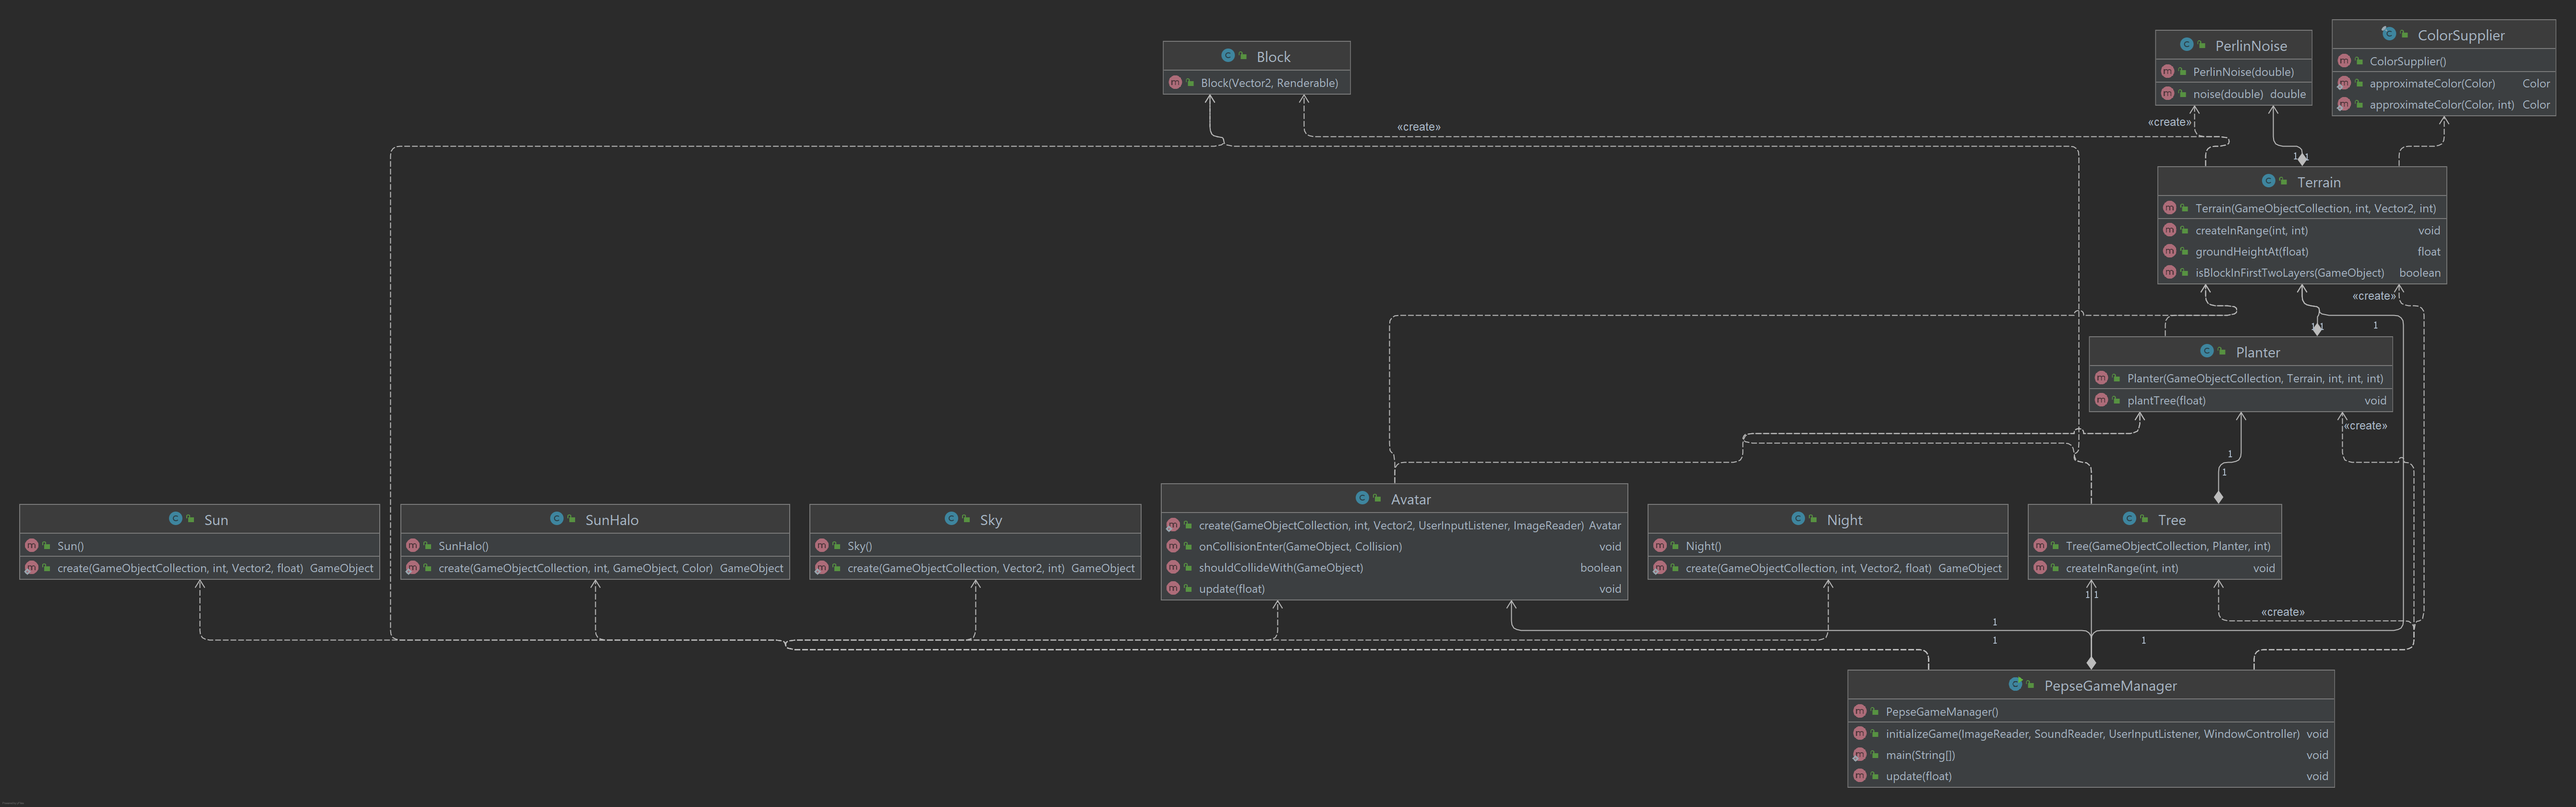 Block
Block(Vector2, Renderable)
PerlinNoise
PerlinNoise(double)
noise(double) double
ColorSupplier
ColorSupplier()
approximateColor(Color) Color
approximateColor(Color, int) Color
«create»
«create»
1 1
Terrain
Terrain(GameObjectCollection, int, Vector2, int)
createInRange(int, int) void
groundHeightAt(float) float
isBlockInFirstTwoLayers(GameObject) boolean
«create»
1 1
1
Planter
Planter(GameObjectCollection, Terrain, int, int, int)
plantTree(float) void
«create»
1
1
Sun
Sun()
create(GameObjectCollection, int, Vector2, float) GameObject
SunHalo
SunHalo()
create(GameObjectCollection, int, GameObject, Color) GameObject
Sky
Sky()
create(GameObjectCollection, Vector2, int) GameObject
Avatar
create(GameObjectCollection, int, Vector2, UserInputListener, ImageReader) Avatar
onCollisionEnter(GameObject, Collision) void
shouldCollideWith(GameObject) boolean
update(float) void
Night
Night()
create(GameObjectCollection, int, Vector2, float) GameObject
Tree
Tree(GameObjectCollection, Planter, int)
createInRange(int, int) void
1 1
«create»
1
1
1
PepseGameManager
PepseGameManager()
initializeGame(ImageReader, SoundReader, UserInputListener, WindowController) void
main(String[]) void
update(float) void